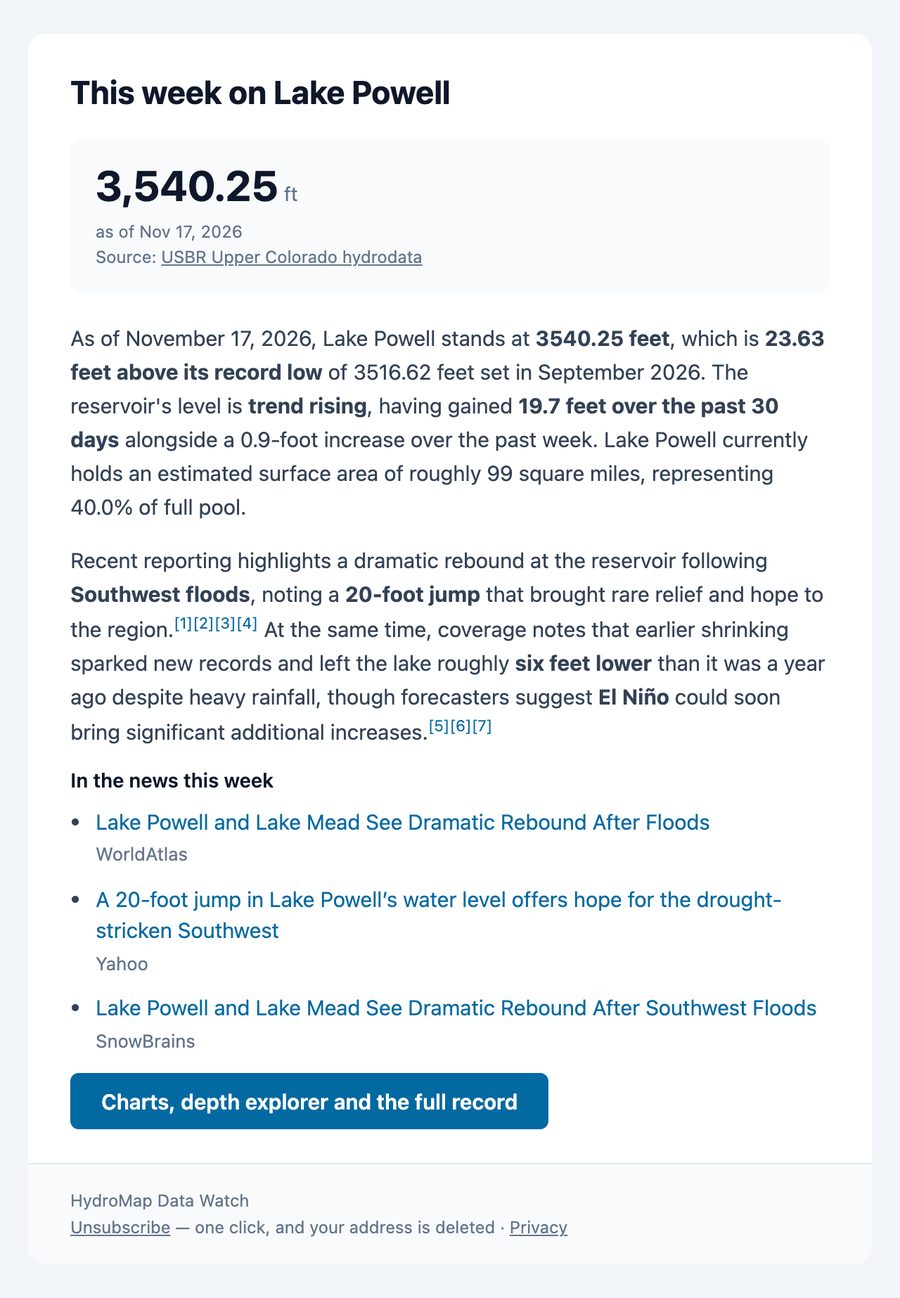 This week on Lake Powell
3,540.25 ft
as of Nov 17, 2026
Source: USBR Upper Colorado hydrodata
As of November 17, 2026, Lake Powell stands at 3540.25 feet, which is 23.63
feet above its record low of 3516.62 feet set in September 2026. The
reservoir's level is trend rising, having gained 19.7 feet over the past 30
days alongside a 0.9-foot increase over the past week. Lake Powell currently
holds an estimated surface area of roughly 99 square miles, representing
40.0% of full pool.
Recent reporting highlights a dramatic rebound at the reservoir following
Southwest floods, noting a 20-foot jump that brought rare relief and hope to
the region.[1][2][3][4] At the same time, coverage notes that earlier shrinking
sparked new records and left the lake roughly six feet lower than it was a year
ago despite heavy rainfall, though forecasters suggest El Niño could soon
bring significant additional increases.[5][6][7]
In the news this week
• Lake Powell and Lake Mead See Dramatic Rebound After Floods
WorldAtlas
• A 20-foot jump in Lake Powell’s water level offers hope for the drought-
stricken Southwest
Yahoo
• Lake Powell and Lake Mead See Dramatic Rebound After Southwest Floods
SnowBrains
Charts, depth explorer and the full record
HydroMap Data Watch
Unsubscribe — one click, and your address is deleted · Privacy